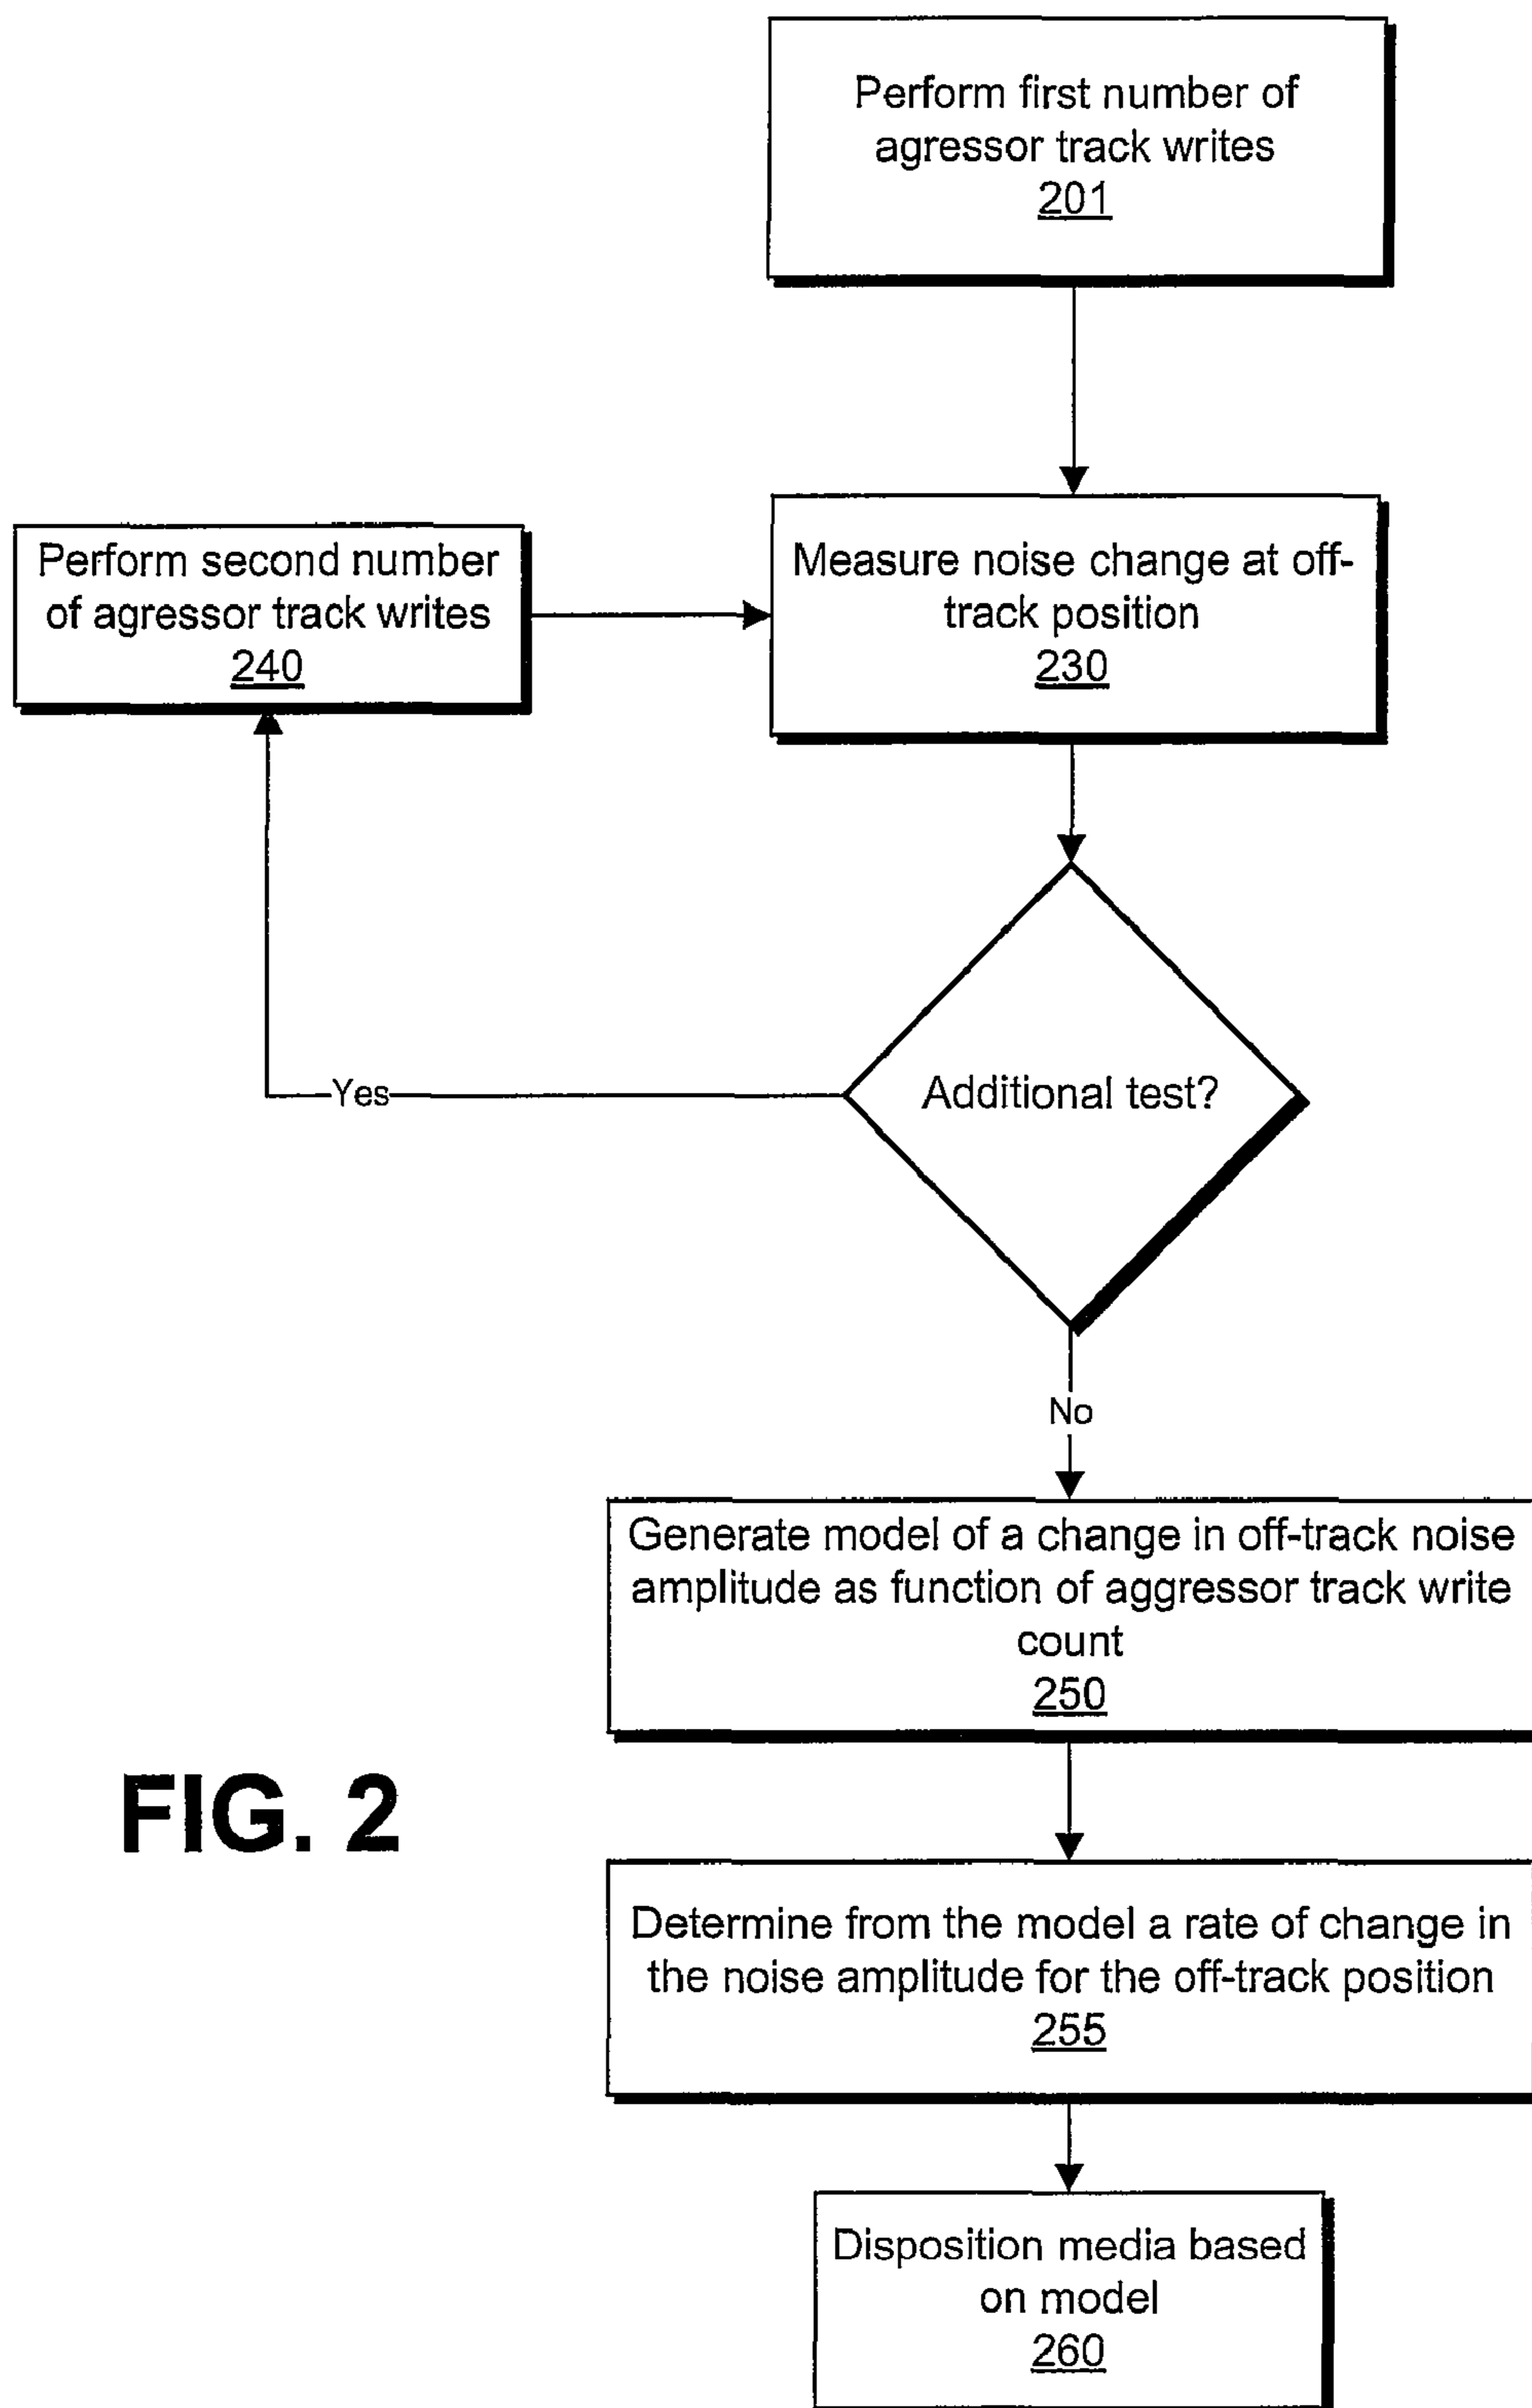 Perform first number of
agressor track writes
201
Perform second number
of agressor track writes
240
Measure noise change at off-
track position
230
Additional test?
Yes
No
Generate model of a change in off-track noise
amplitude as function of aggressor track write
count
250
FIG. 2
Determine from the model a rate of change in
the noise amplitude for the off-track position
255
Disposition media based
on model
260